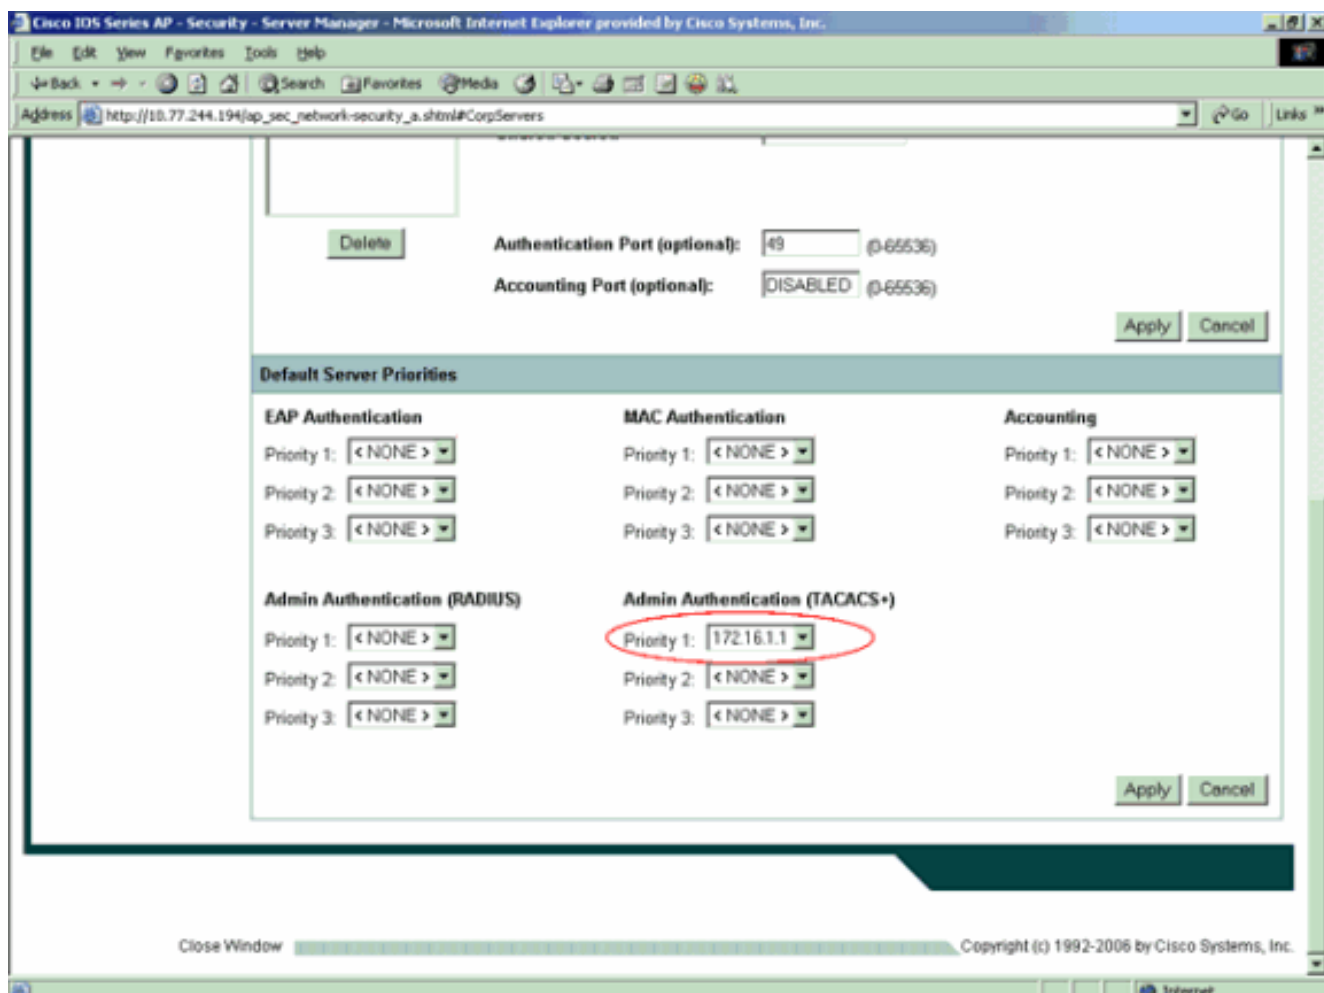 Cisco IOS Series AP - Security - Server Manager - Microsoft Internet Explorer provided by Cisco Systems, Inc.
File Edit View Favorites Tools Help
Back Search Favorites Media
Address http://10.77.244.194/ap_sec_network-security_a.shtml#CorpServers Go Links »
Delete Authentication Port (optional): 49 (0-65536)
Accounting Port (optional): DISABLED (0-65536)
Apply Cancel
Default Server Priorities
EAP Authentication MAC Authentication Accounting
Priority 1: < NONE > Priority 1: < NONE > Priority 1: < NONE >
Priority 2: < NONE > Priority 2: < NONE > Priority 2: < NONE >
Priority 3: < NONE > Priority 3: < NONE > Priority 3: < NONE >
Admin Authentication (RADIUS) Admin Authentication (TACACS+)
Priority 1: < NONE > Priority 1: 172.16.1.1
Priority 2: < NONE > Priority 2: < NONE >
Priority 3: < NONE > Priority 3: < NONE >
Apply Cancel
Close Window Copyright (c) 1992-2006 by Cisco Systems, Inc.
Internet